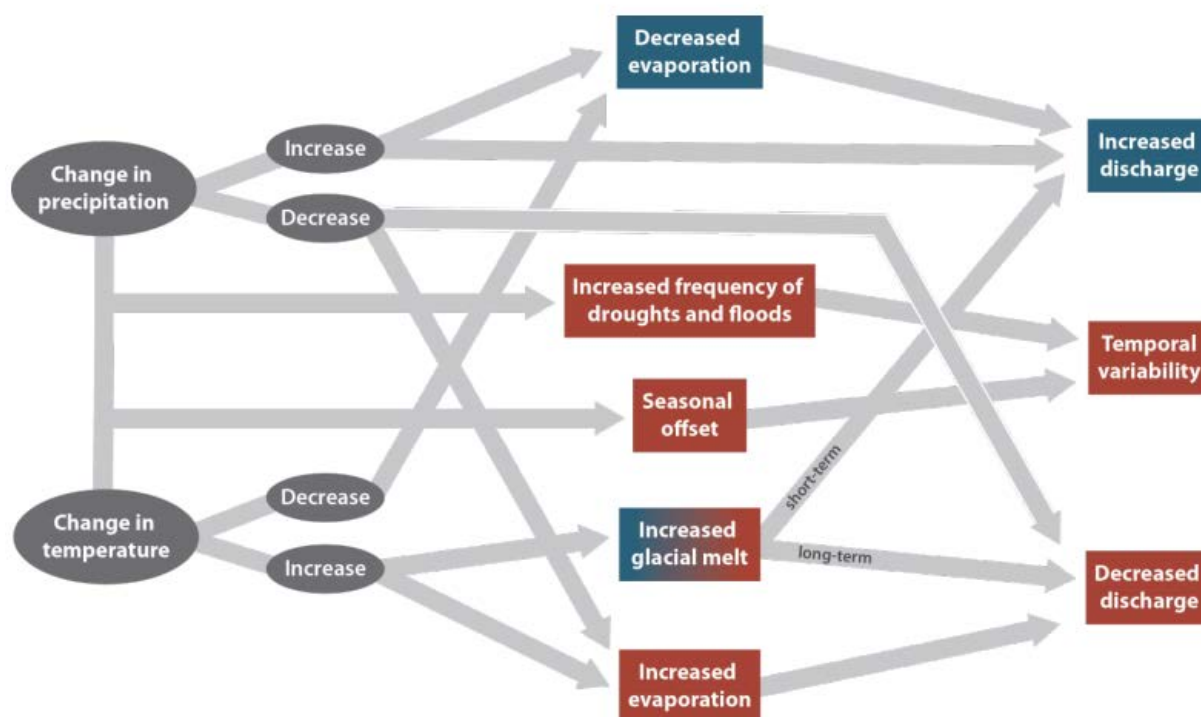 Decreased
evaporation
Increase
Increased
discharge
Change in
precipitation
Decrease
Increased frequency of
droughts and floods
Temporal
variability
Seasonal
offset
short-term
Decrease
Change in
temperature
Increased
glacial melt
long-term
Increase
Decreased
discharge
Increased
evaporation